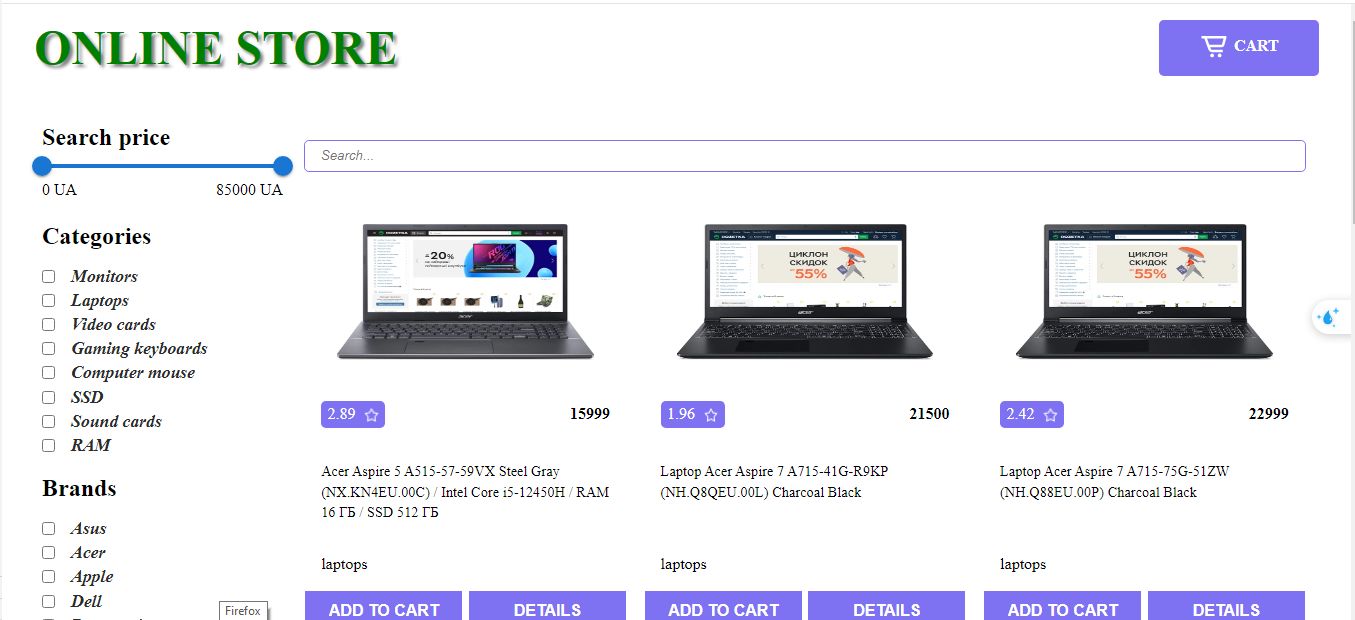 ONLINE STORE
CART
Search price
0 UA
85000 UA
Categories
Monitors
Laptops
Video cards
Gaming keyboards
Computer mouse
SSD
Sound cards
RAM
Brands
Asus
Acer
Apple
Dell
Firefox
Search...
-20%
acer
2.89
15999
Acer Aspire 5 A515-57-59VX Steel Gray
(NX.KN4EU.00C) / Intel Core i5-12450H / RAM
16 ГБ / SSD 512 ГБ
laptops
ADD TO CART
DETAILS
ЦИКЛОН
СКИДОК
55%
acer
1.96
21500
Laptop Acer Aspire 7 A715-41G-R9KP
(NH.Q8QEU.00L) Charcoal Black
laptops
ADD TO CART
DETAILS
ЦИКЛОН
СКИДОК
55%
acer
2.42
22999
Laptop Acer Aspire 7 A715-75G-51ZW
(NH.Q88EU.00P) Charcoal Black
laptops
ADD TO CART
DETAILS